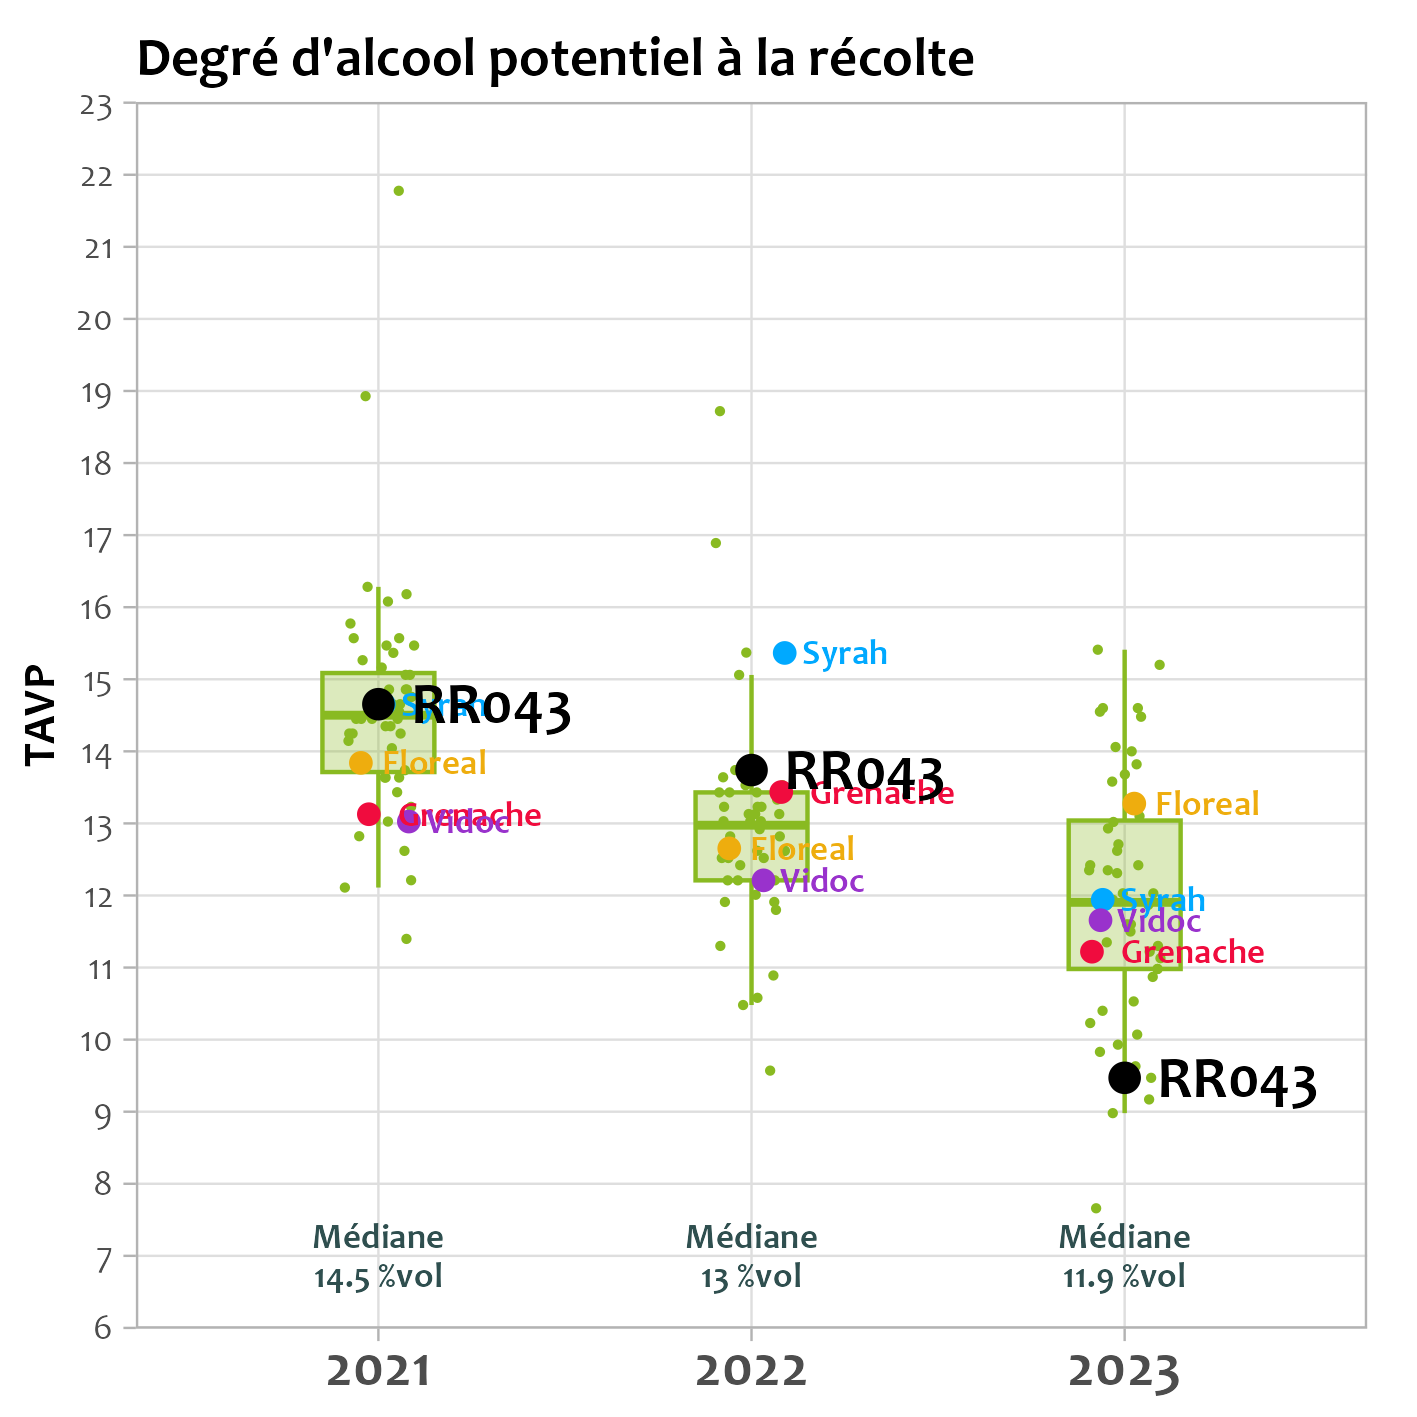 Degré d'alcool potentiel à la récolte
TAVP
23
22
21
20
19
18
17
16
15
14
13
12
11
10
9
8
7
6
Syrah
RR043
Floreal
Grenache
Vidoc
Syrah
RR043
Grenache
Floreal
Vidoc
Floreal
Syrah
Vidoc
Grenache
RR043
Médiane
14.5 %vol
Médiane
13 %vol
Médiane
11.9 %vol
2021
2022
2023